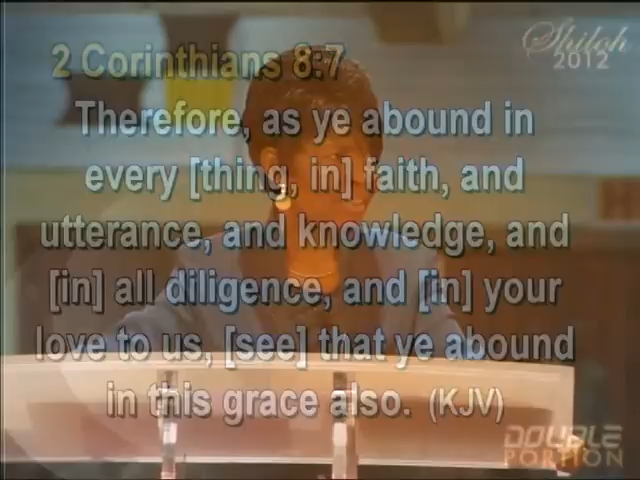 Shiloh
2012
2 Corinthians 8:7
Therefore, as ye abound in
every [thing, in] faith, and
utterance, and knowledge, and
[in] all diligence, and [in] your
love to us, [see] that ye abound
in this grace also. (KJV)
DOUBLE
PORTION